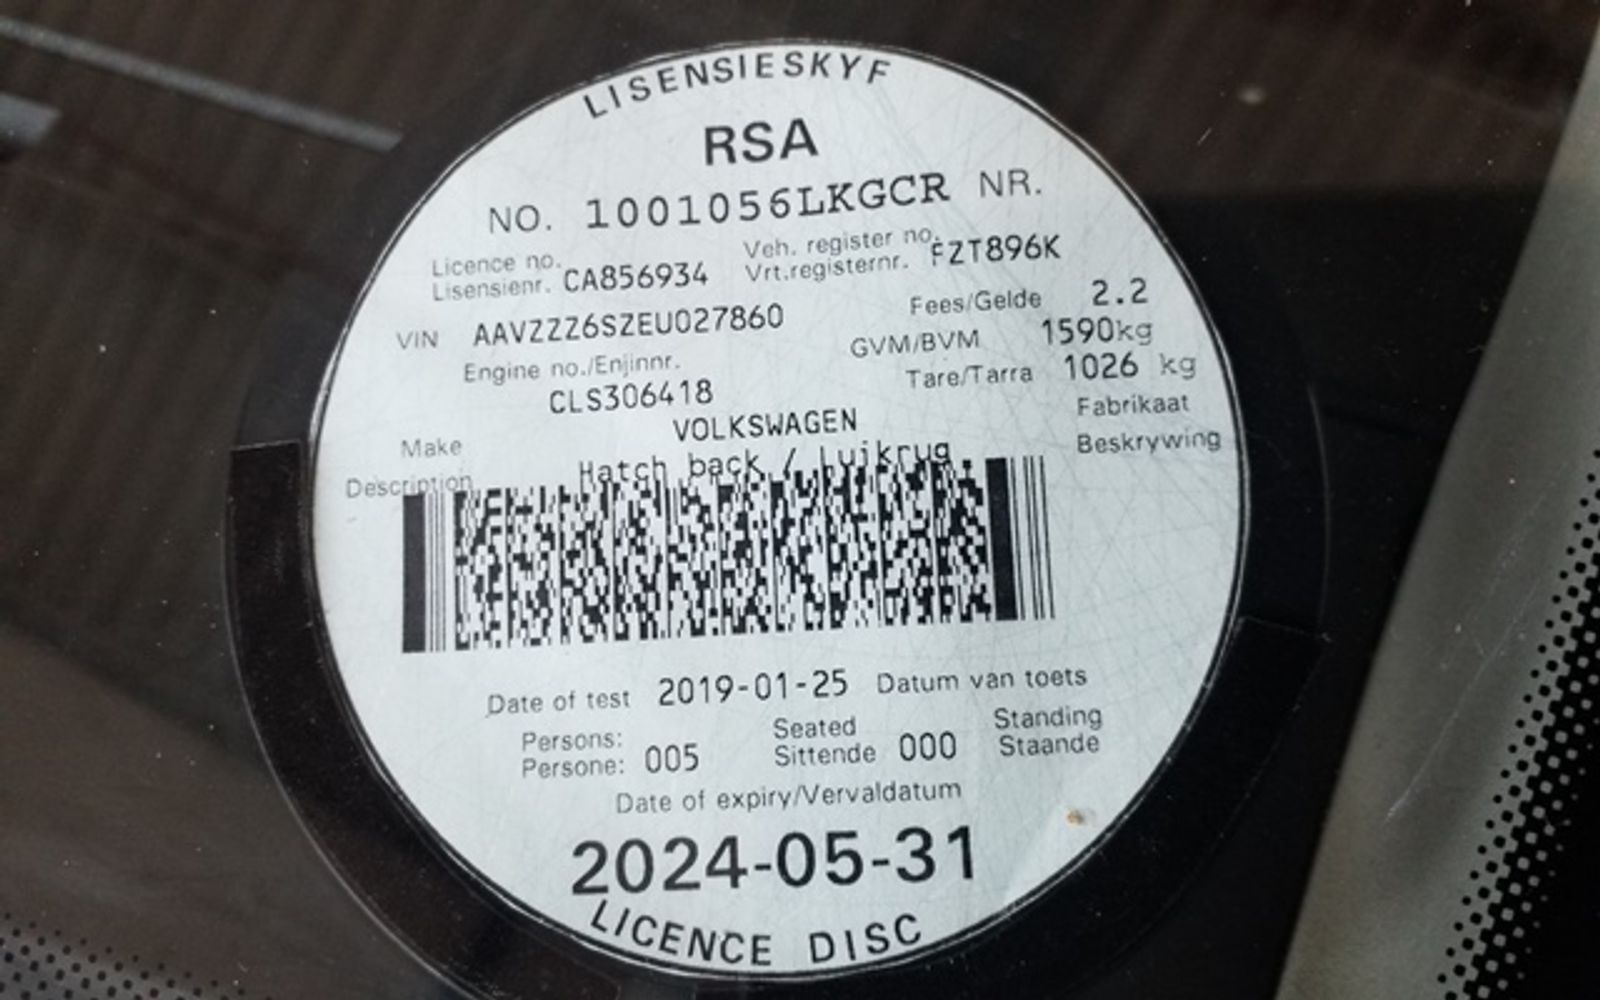 LISENSIESKYF
RSA
NO. 1001056LKGCR NR.
Licence no. Veh. register no.
Lisensienr. CA856934 Vrt.registernr. FZT896K
VIN AAVZZZ6SZEU027860 Fees/Gelde 2.2
Engine no./Enjinnr. GVM/BVM 1590kg
CLS306418 Tare/Tarra 1026 kg
Make VOLKSWAGEN Fabrikaat
Description Hatch back / Luikrug Beskrywing
Date of test 2019-01-25 Datum van toets
Persons: Seated Standing
Persone: 005 Sittende 000 Staande
Date of expiry/Vervaldatum
2024-05-31
LICENCE DISC